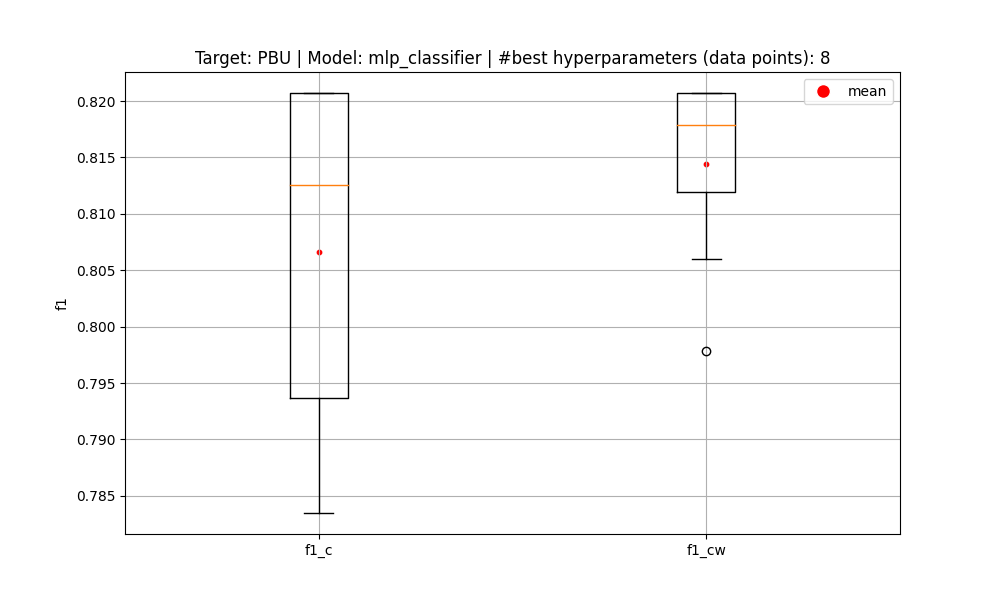 Target: PBU | Model: mlp_classifier | #best hyperparameters (data points): 8
mean
0.820
0.815
0.810
0.805
0.800
0.795
0.790
0.785
f1
f1_c
f1_cw